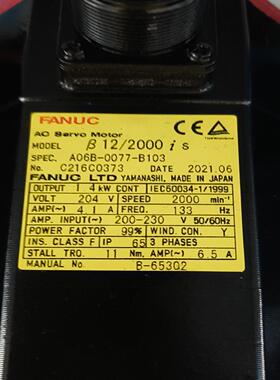 FANUC
AC Servo Motor
MODEL β 12/2000 i s
SPEC. A06B-0077-B103
No. C216C0373 DATE 2021.06
FANUC LTD YAMANASHI, MADE IN JAPAN
OUTPUT 1.4kW CONT IEC60034-1/1999
VOLT 204 V SPEED 2000 min⁻¹
AMP(~) 4.1 A FREQ. 133 Hz
AMP. INPUT(~) 200-230 V 50/60Hz
POWER FACTOR 99% WIND. CON. Y
INS. CLASS F IP 65 3 PHASES
STALL TRQ. 11 Nm, AMP(~) 6.5 A
MANUAL No. B-65302